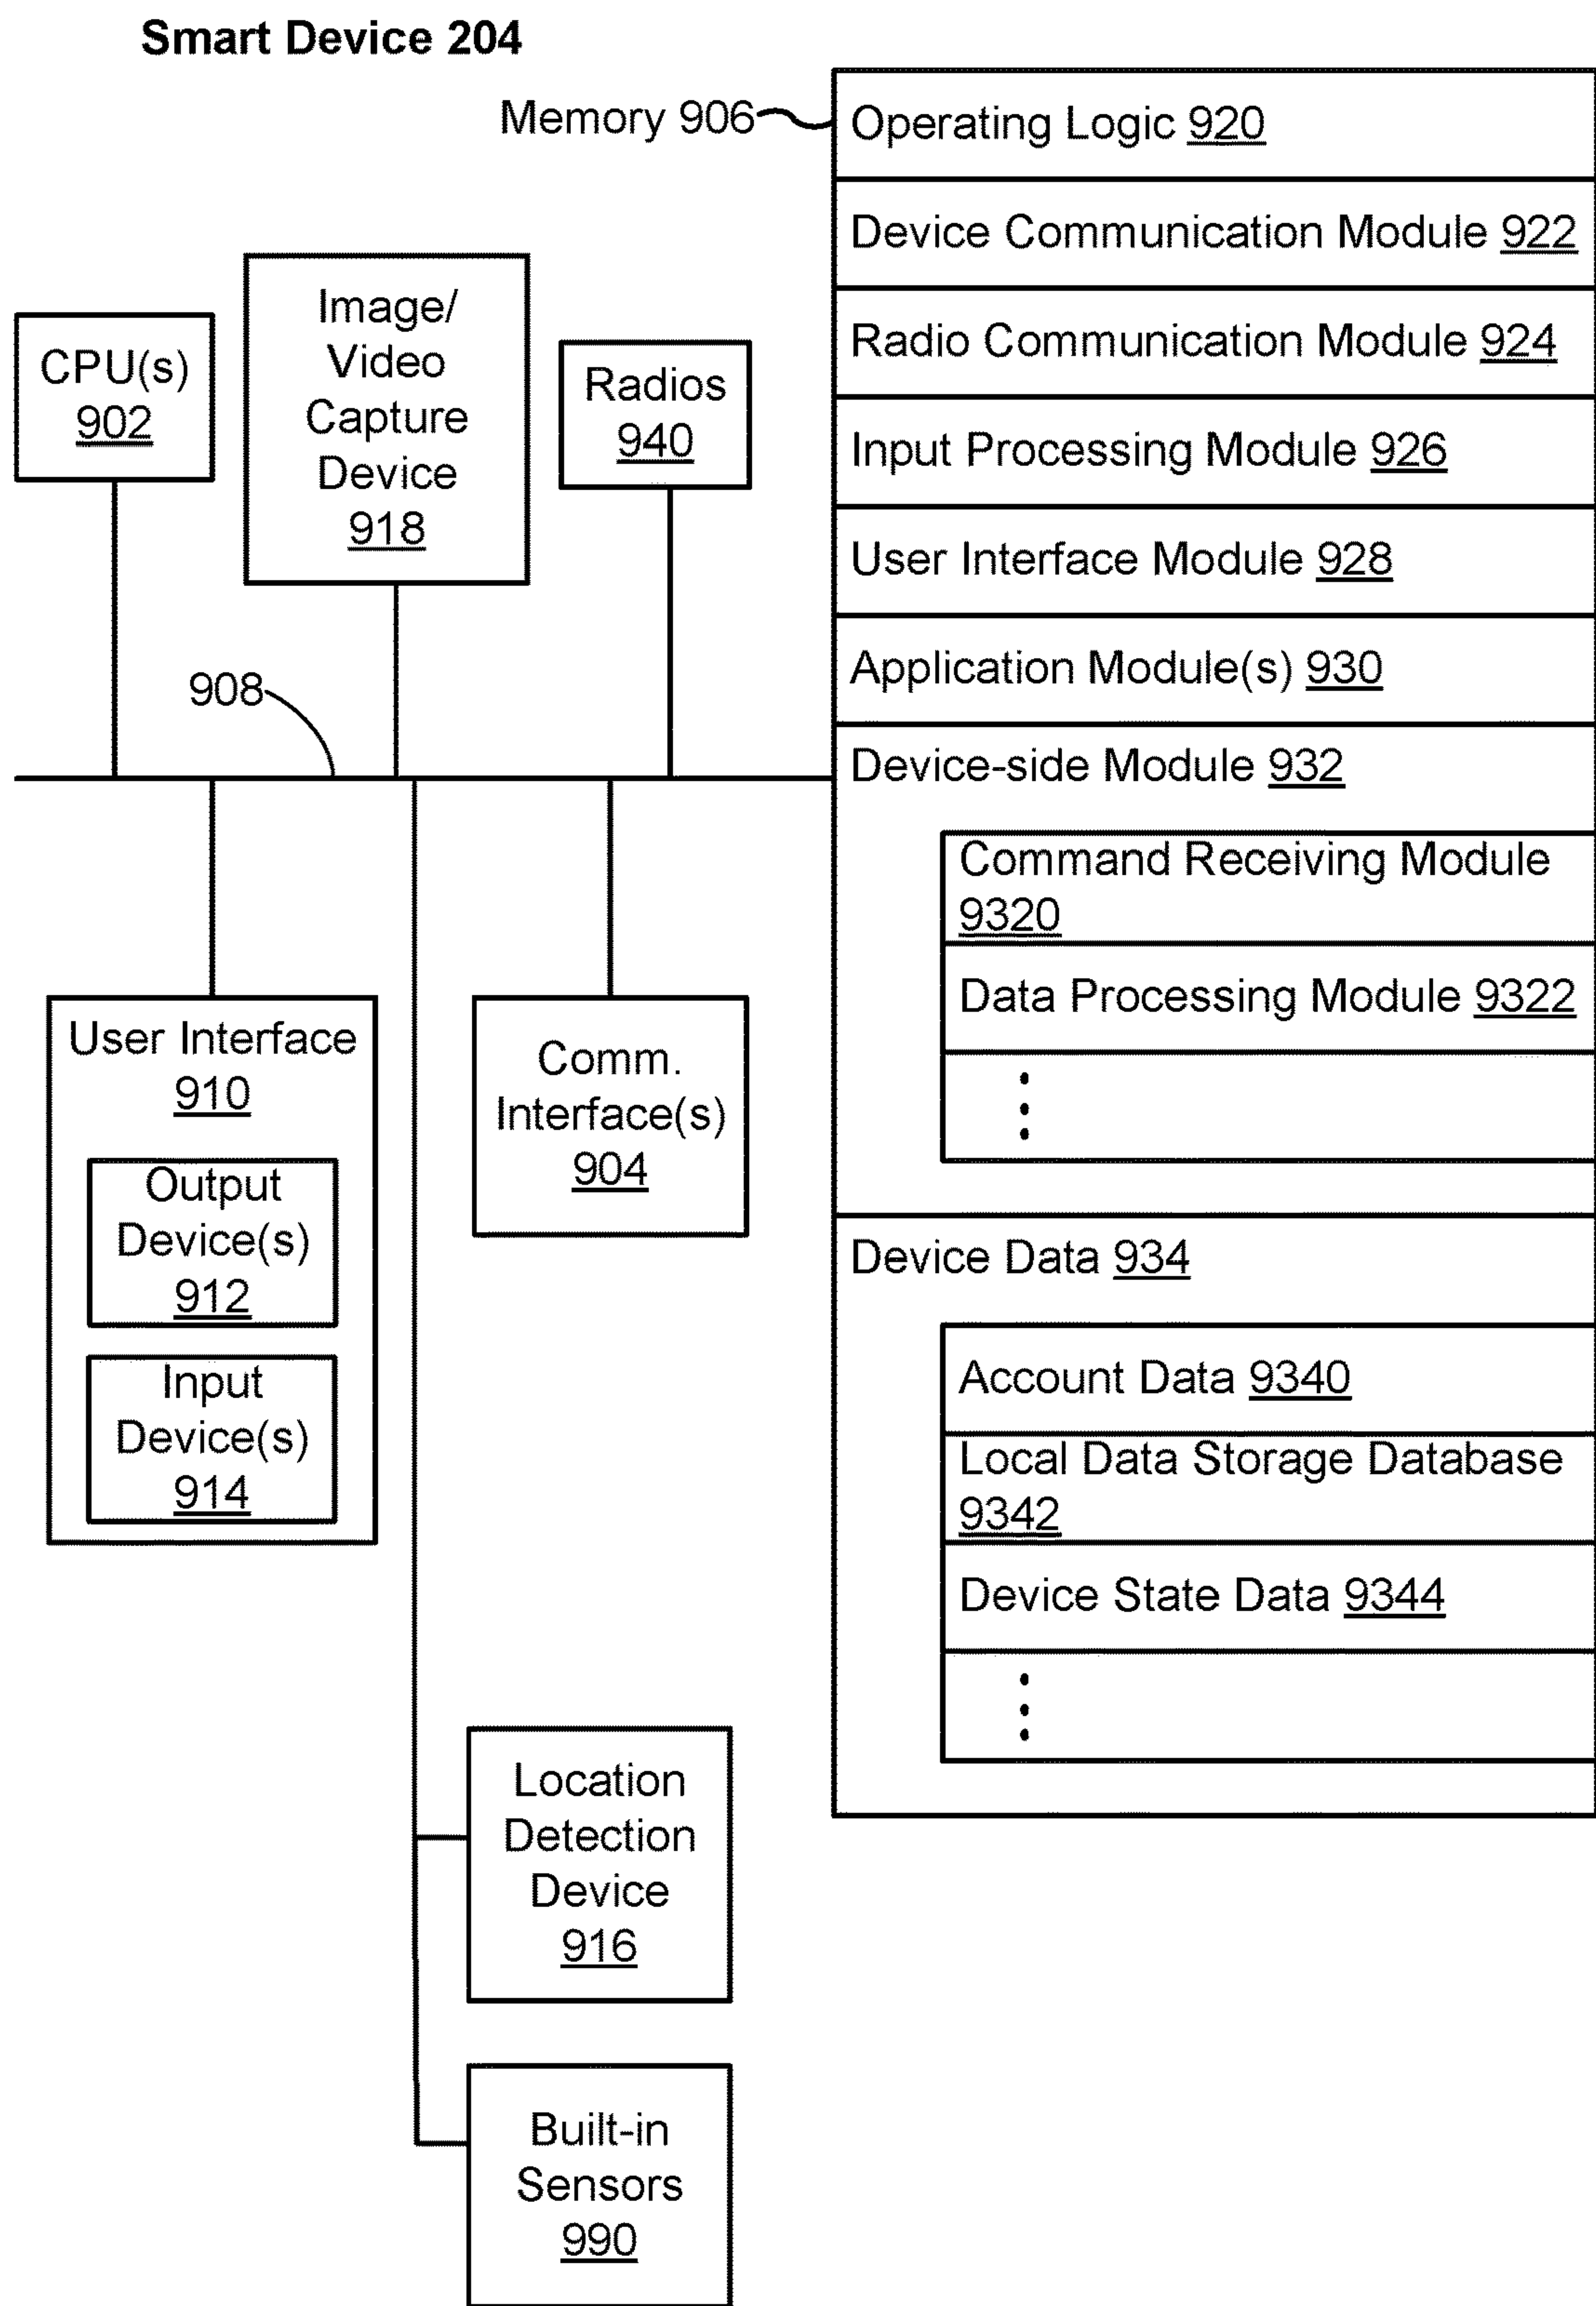 Smart Device 204
Memory 906
Operating Logic 920
Device Communication Module 922
Radio Communication Module 924
Input Processing Module 926
User Interface Module 928
Application Module(s) 930
Device-side Module 932
Command Receiving Module
9320
Data Processing Module 9322
Device Data 934
Account Data 9340
Local Data Storage Database
9342
Device State Data 9344
CPU(s)
902
Image/
Video
Capture
Device
918
Radios
940
908
User Interface
910
Output
Device(s)
912
Input
Device(s)
914
Comm.
Interface(s)
904
Location
Detection
Device
916
Built-in
Sensors
990